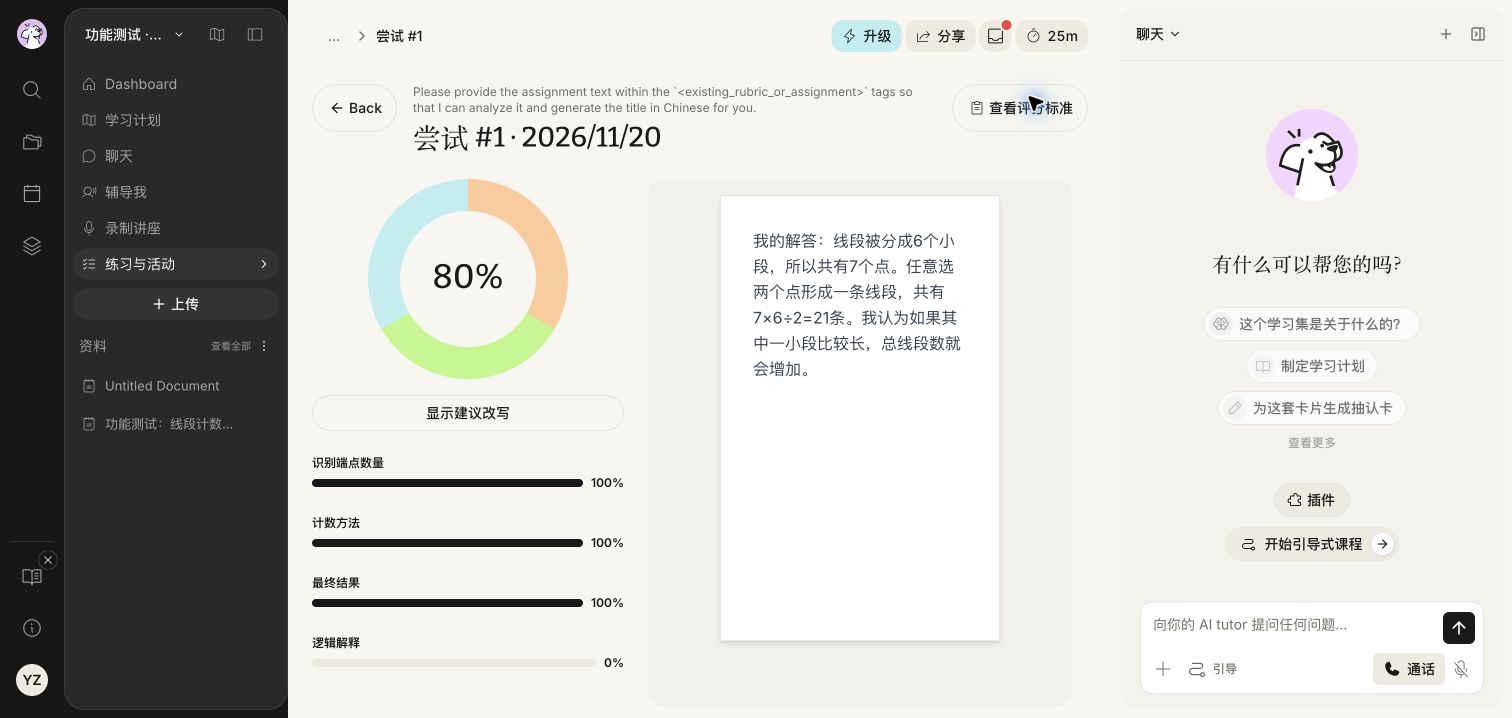 功能测试 ·...
Dashboard
学习计划
聊天
辅导我
录制讲座
练习与活动
+ 上传
资料
查看全部
Untitled Document
功能测试：线段计数...
YZ
...
尝试 #1
升级
分享
25m
Back
Please provide the assignment text within the `<existing_rubric_or_assignment>` tags so
that I can analyze it and generate the title in Chinese for you.
尝试 #1 · 2026/11/20
查看评分标准
80%
显示建议改写
识别端点数量
100%
计数方法
100%
最终结果
100%
逻辑解释
0%
我的解答：线段被分成6个小
段，所以共有7个点。任意选
两个点形成一条线段，共有
7×6÷2=21条。我认为如果其
中一小段比较长，总线段数就
会增加。
聊天
有什么可以帮您的吗?
这个学习集是关于什么的?
制定学习计划
为这套卡片生成抽认卡
查看更多
插件
开始引导式课程
向你的 AI tutor 提问任何问题...
引导
通话